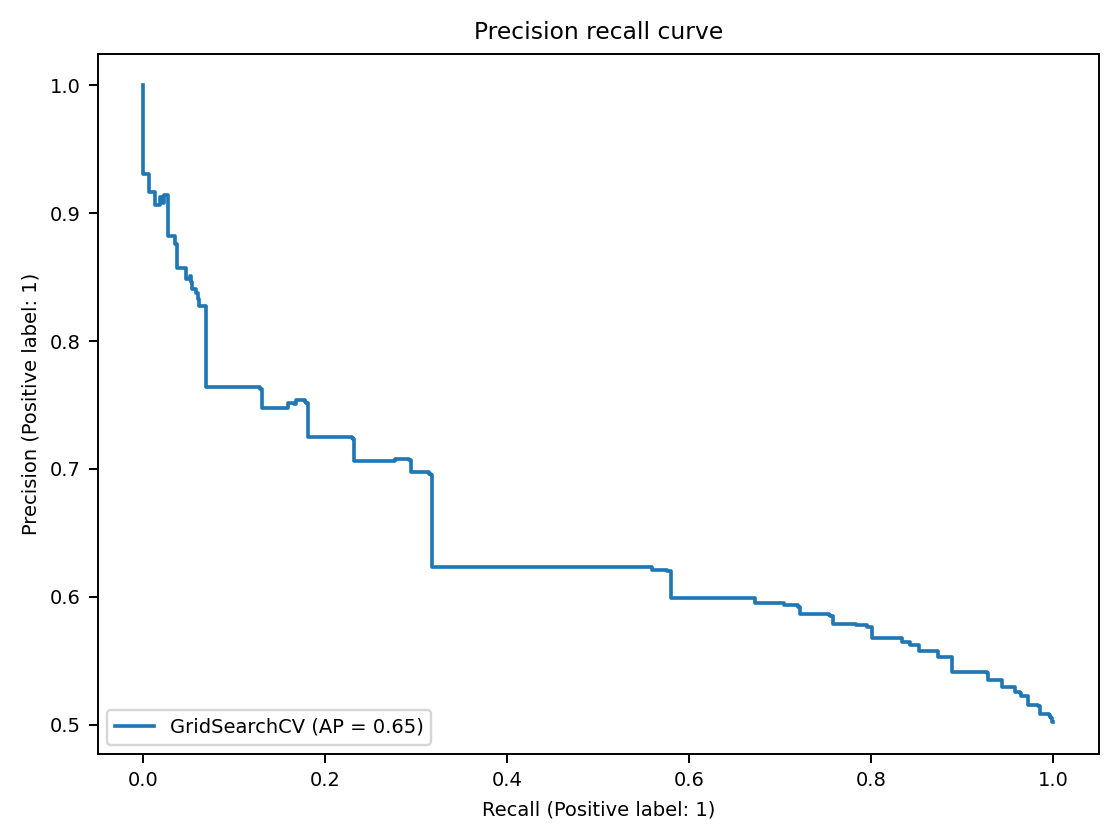 Precision recall curve
1.0
0.9
0.8
0.7
0.6
0.5
Precision (Positive label: 1)
GridSearchCV (AP = 0.65)
0.0 0.2 0.4 0.6 0.8 1.0
Recall (Positive label: 1)